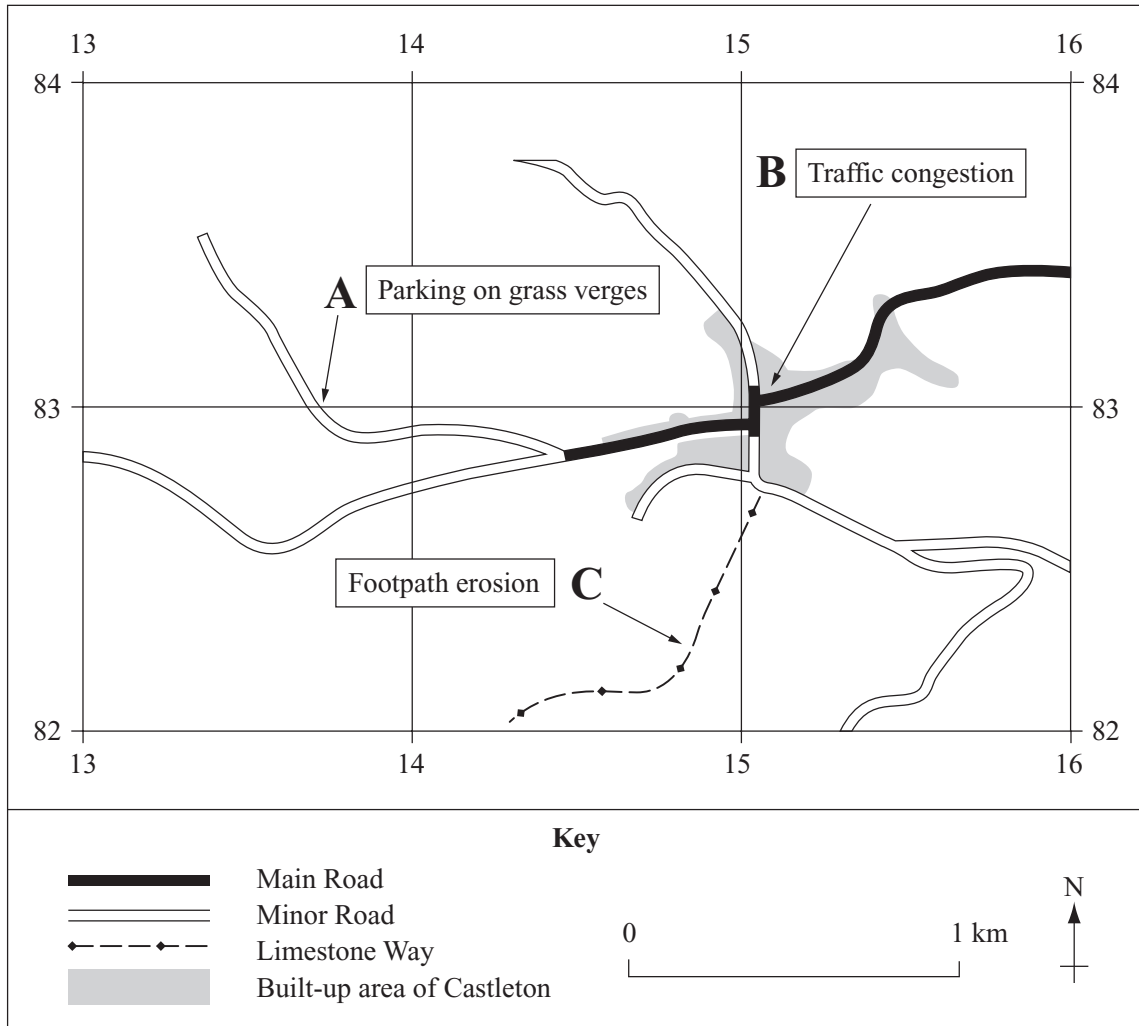 13 14 15 16
84 84
B Traffic congestion
A Parking on grass verges
83 83
Footpath erosion C
82 82
13 14 15 16
Key
Main Road
Minor Road
Limestone Way
Built-up area of Castleton
0 1 km
N